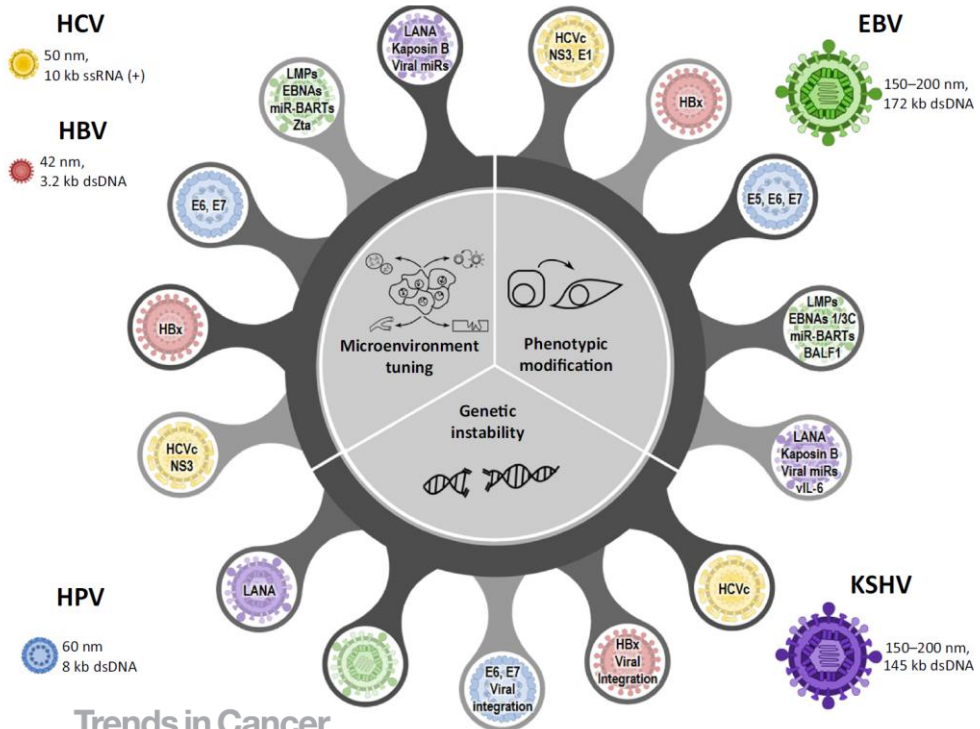 HCV
50 nm,
10 kb ssRNA (+)
HBV
42 nm,
3.2 kb dsDNA
EBV
150–200 nm,
172 kb dsDNA
HPV
60 nm
8 kb dsDNA
KSHV
150–200 nm,
145 kb dsDNA
Microenvironment
tuning
Phenotypic
modification
Genetic
instability
LANA
Kaposin B
Viral miRs
HCVc
NS3, E1
HBx
E5, E6, E7
LMPs
EBNAs 1/3C
miR-BARTs
BALF1
LANA
Kaposin B
Viral miRs
vIL-6
HCVc
HBx
Viral
Integration
E6, E7
Viral
integration
LANA
HCVc
NS3
HBx
E6, E7
LMPs
EBNAs
miR-BARTs
Zta
Trends in Cancer